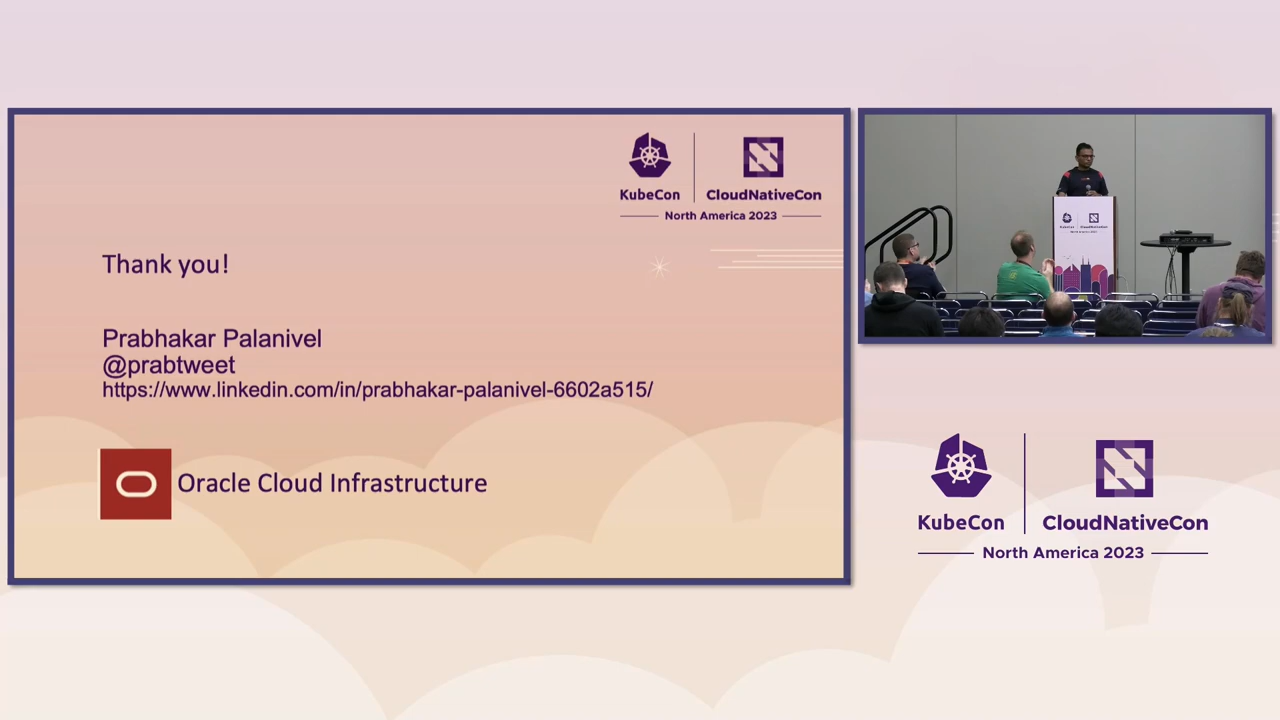 KubeCon
CloudNativeCon
North America 2023
Thank you!
Prabhakar Palanivel
@prabtweet
https://www.linkedin.com/in/prabhakar-palanivel-6602a515/
Oracle Cloud Infrastructure
KubeCon
CloudNativeCon
North America 2023